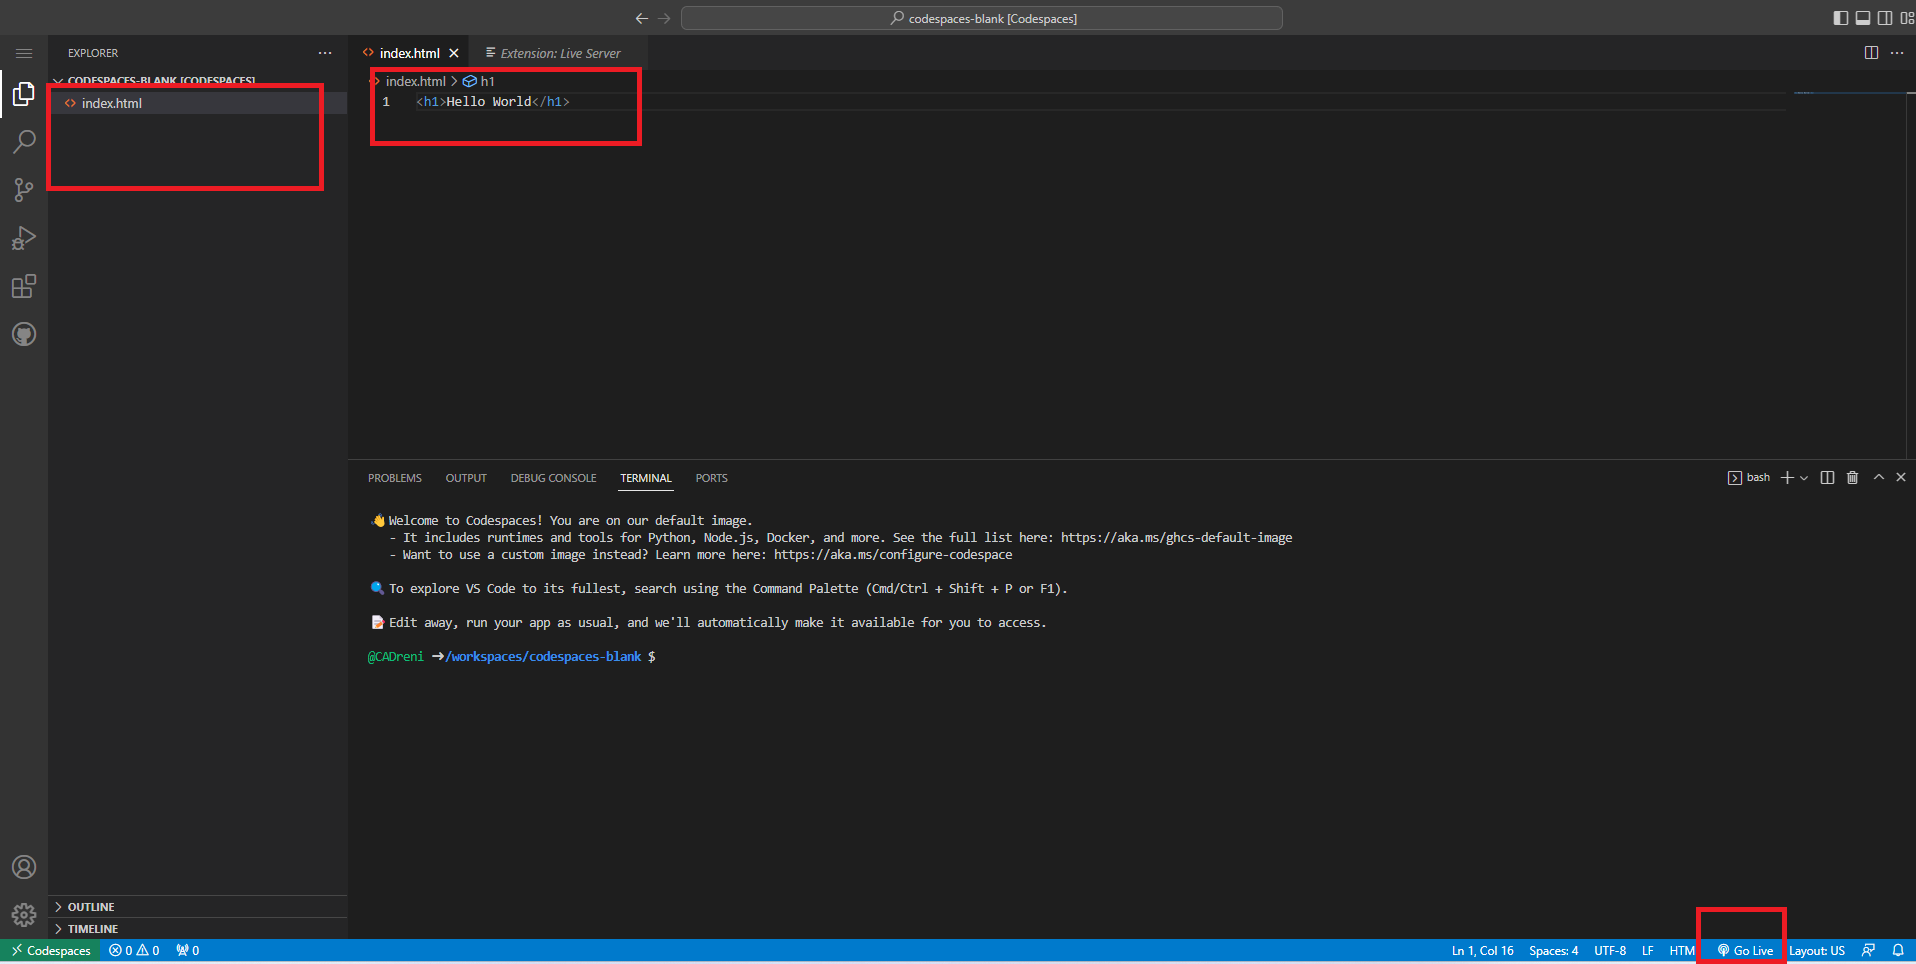 codespaces-blank [Codespaces]
EXPLORER
CODESPACES-BLANK [CODESPACES]
index.html
index.html
Extension: Live Server
index.html > h1
1 <h1>Hello World</h1>
PROBLEMS OUTPUT DEBUG CONSOLE TERMINAL PORTS
bash
👋 Welcome to Codespaces! You are on our default image.
- It includes runtimes and tools for Python, Node.js, Docker, and more. See the full list here: https://aka.ms/ghcs-default-image
- Want to use a custom image instead? Learn more here: https://aka.ms/configure-codespace
🔍 To explore VS Code to its fullest, search using the Command Palette (Cmd/Ctrl + Shift + P or F1).
📝 Edit away, run your app as usual, and we'll automatically make it available for you to access.
@CADreni ➜ /workspaces/codespaces-blank $
OUTLINE
TIMELINE
Codespaces 0 0 0 Ln 1, Col 16 Spaces: 4 UTF-8 LF HTM Go Live Layout: US